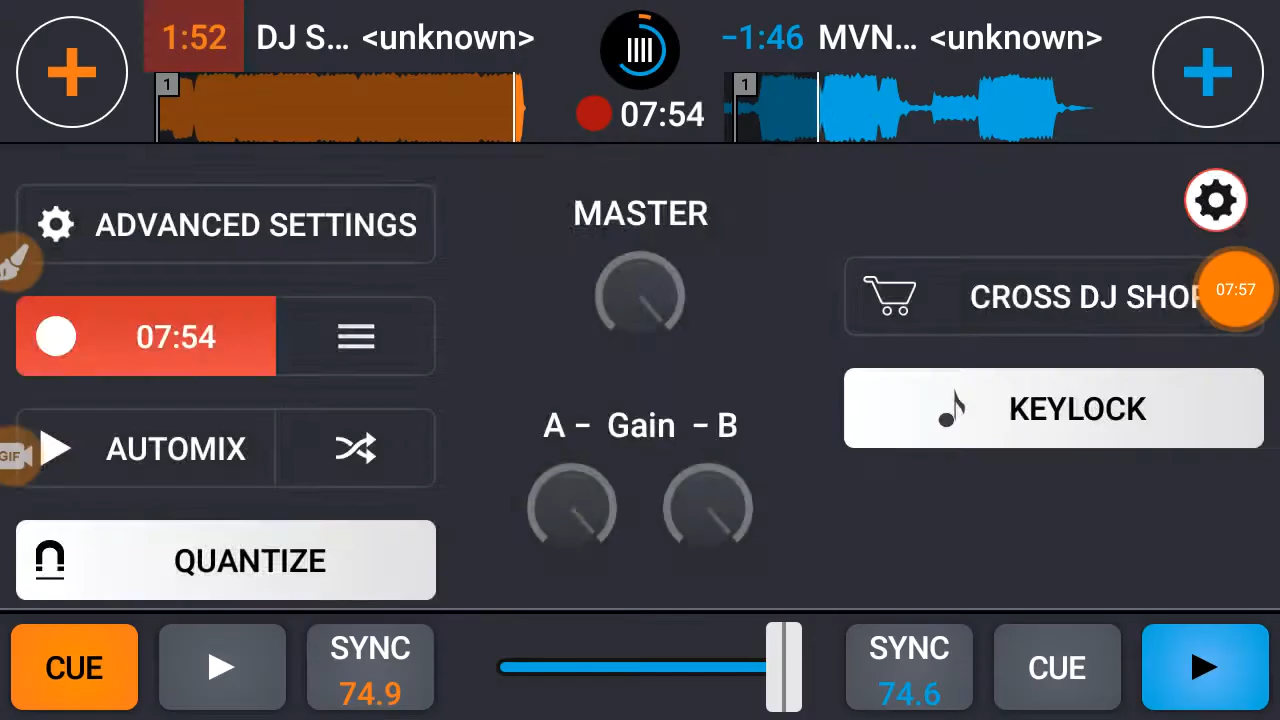 1:52 DJ S... <unknown>
-1:46 MVN... <unknown>
1
1
07:54
ADVANCED SETTINGS
MASTER
CROSS DJ SHOP
07:57
07:54
KEYLOCK
A - Gain - B
AUTOMIX
GIF
QUANTIZE
CUE
SYNC
74.9
SYNC
74.6
CUE